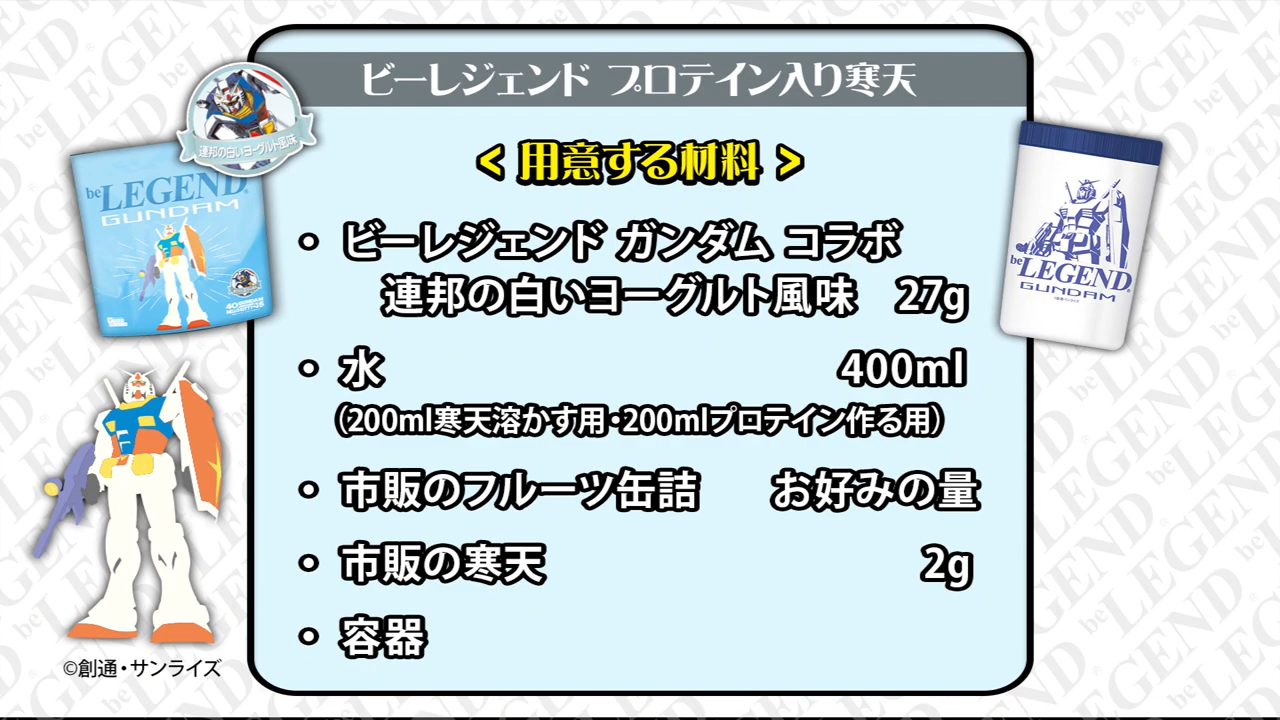 ビーレジェンド プロテイン入り寒天
連邦の白いヨーグルト風味
beLEGEND
GUNDAM
< 用意する材料 >
• ビーレジェンド ガンダム コラボ
連邦の白いヨーグルト風味 27g
beLEGEND
GUNDAM
• 水 400ml
（200ml寒天溶かす用・200mlプロテイン作る用）
• 市販のフルーツ缶詰 お好みの量
• 市販の寒天 2g
• 容器
©創通・サンライズ